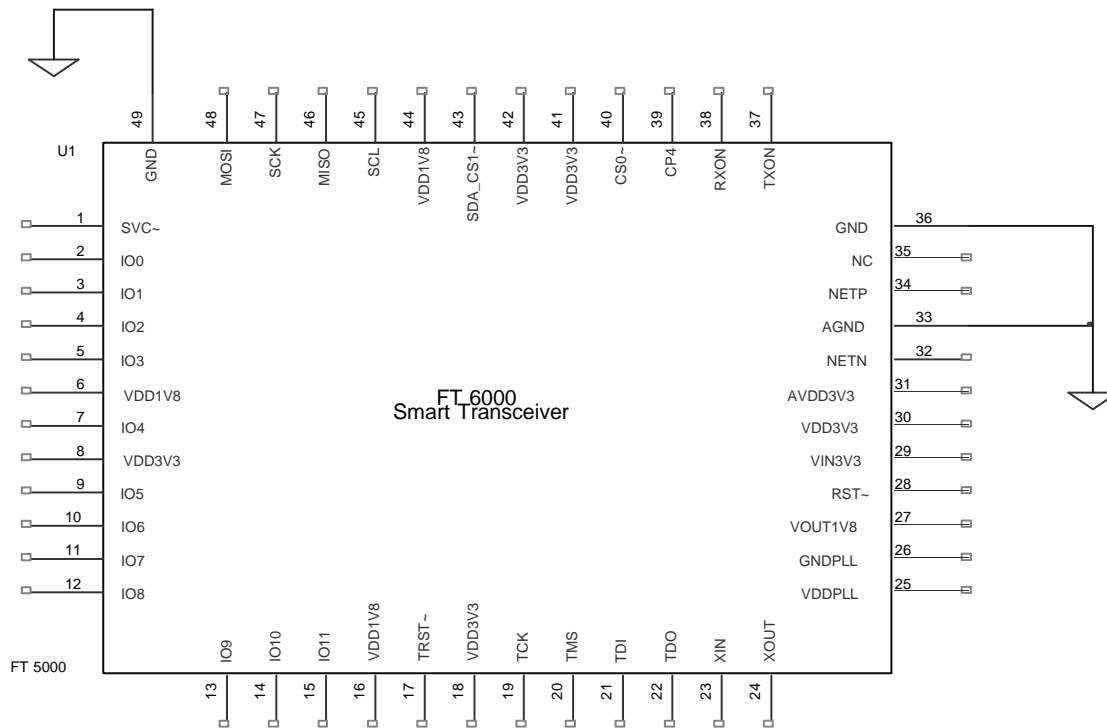 49
48
47
46
45
44
43
42
41
40
39
38
37
U1
GND
MOSI
SCK
MISO
SCL
VDD1V8
SDA_CS1~
VDD3V3
VDD3V3
CS0~
CP4
RXON
TXON
1 SVC~
2 IO0
3 IO1
4 IO2
5 IO3
6 VDD1V8
7 IO4
8 VDD3V3
9 IO5
10 IO6
11 IO7
12 IO8
FT 6000
Smart Transceiver
GND 36
NC 35
NETP 34
AGND 33
NETN 32
AVDD3V3 31
VDD3V3 30
VIN3V3 29
RST~ 28
VOUT1V8 27
GNDPLL 26
VDDPLL 25
IO9
IO10
IO11
VDD1V8
TRST~
VDD3V3
TCK
TMS
TDI
TDO
XIN
XOUT
FT 5000
13
14
15
16
17
18
19
20
21
22
23
24